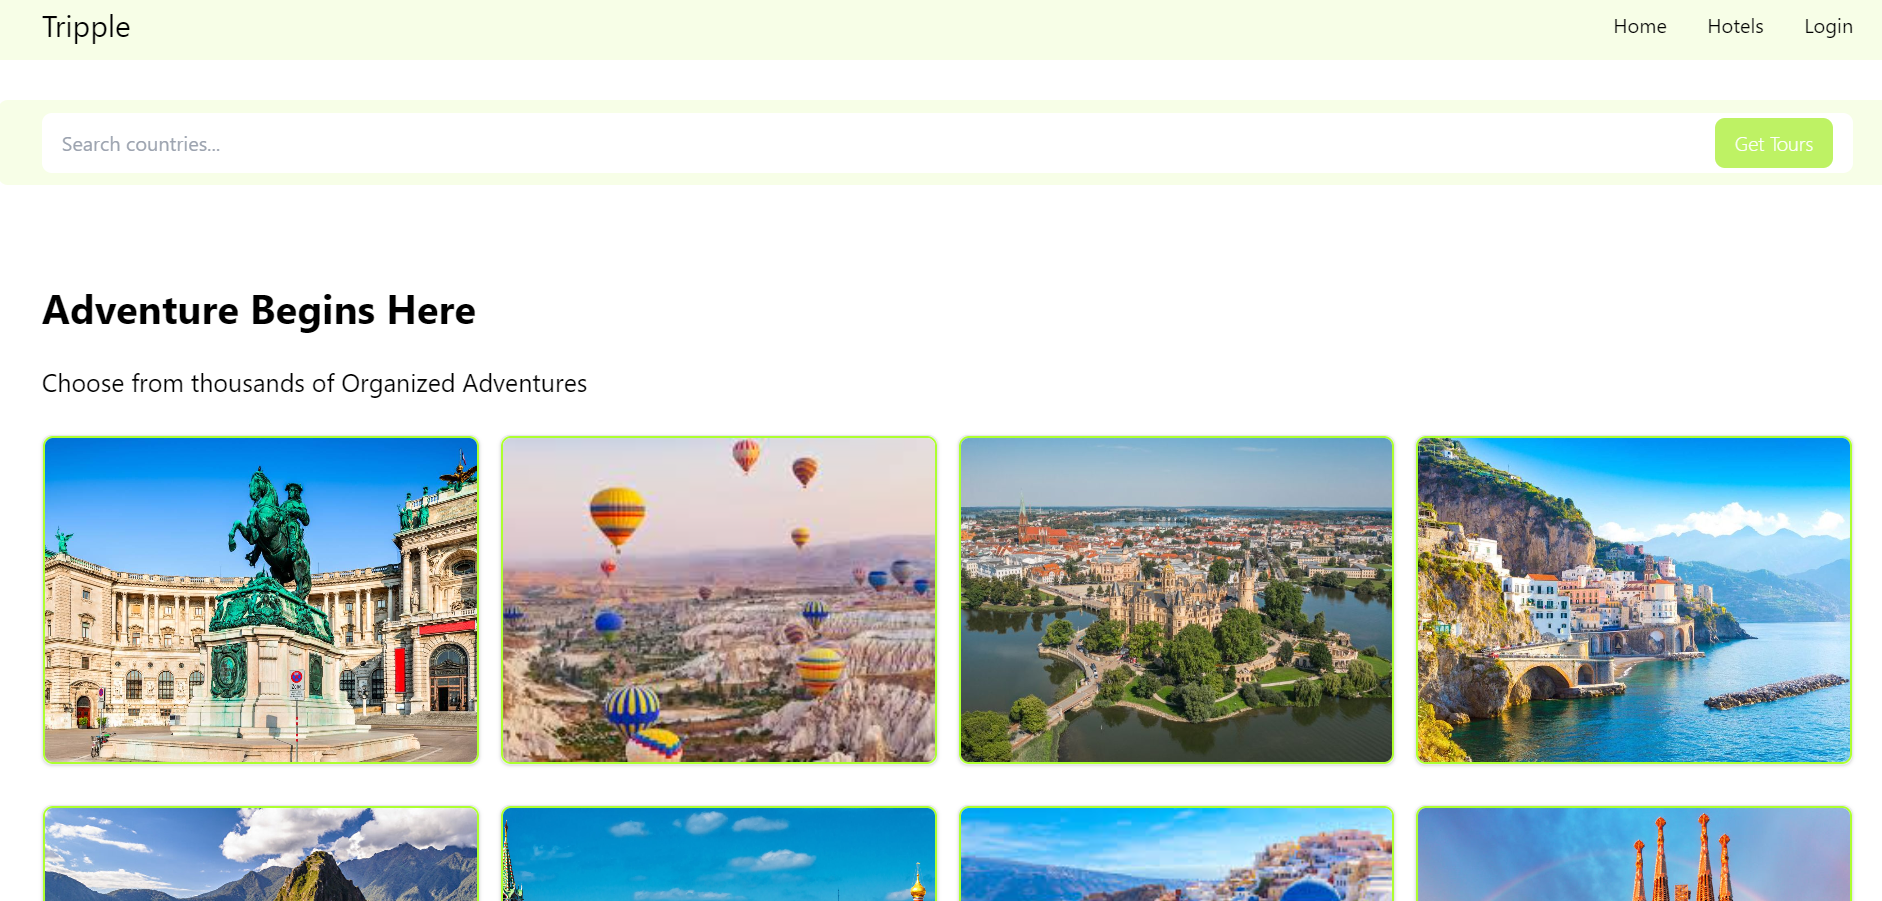 Tripple
Home Hotels Login
Search countries...
Get Tours
Adventure Begins Here
Choose from thousands of Organized Adventures